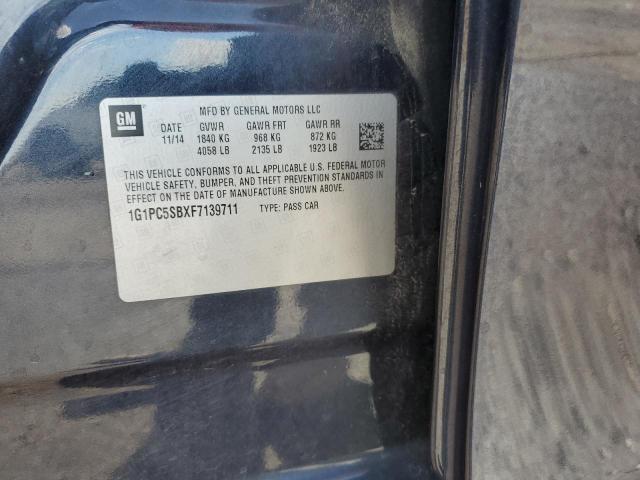 GM
MFD BY GENERAL MOTORS LLC
DATE GVWR GAWR FRT GAWR RR
11/14 1840 KG 968 KG 872 KG
4058 LB 2135 LB 1923 LB
THIS VEHICLE CONFORMS TO ALL APPLICABLE U.S. FEDERAL MOTOR
VEHICLE SAFETY, BUMPER, AND THEFT PREVENTION STANDARDS
IN EFFECT ON THE DATE OF MANUFACTURE SHOWN ABOVE.
1G1PC5SBXF7139711 TYPE: PASS CAR